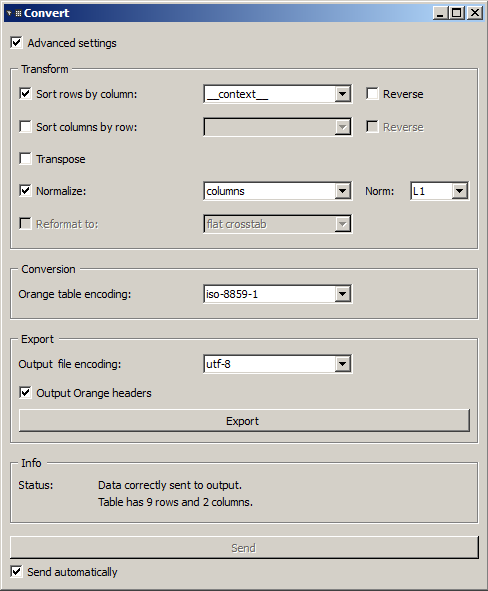 Convert
Advanced settings
Transform
Sort rows by column: __context__ Reverse
Sort columns by row: Reverse
Transpose
Normalize: columns Norm: L1
Reformat to: flat crosstab
Conversion
Orange table encoding: iso-8859-1
Export
Output file encoding: utf-8
Output Orange headers
Export
Info
Status: Data correctly sent to output.
Table has 9 rows and 2 columns.
Send
Send automatically